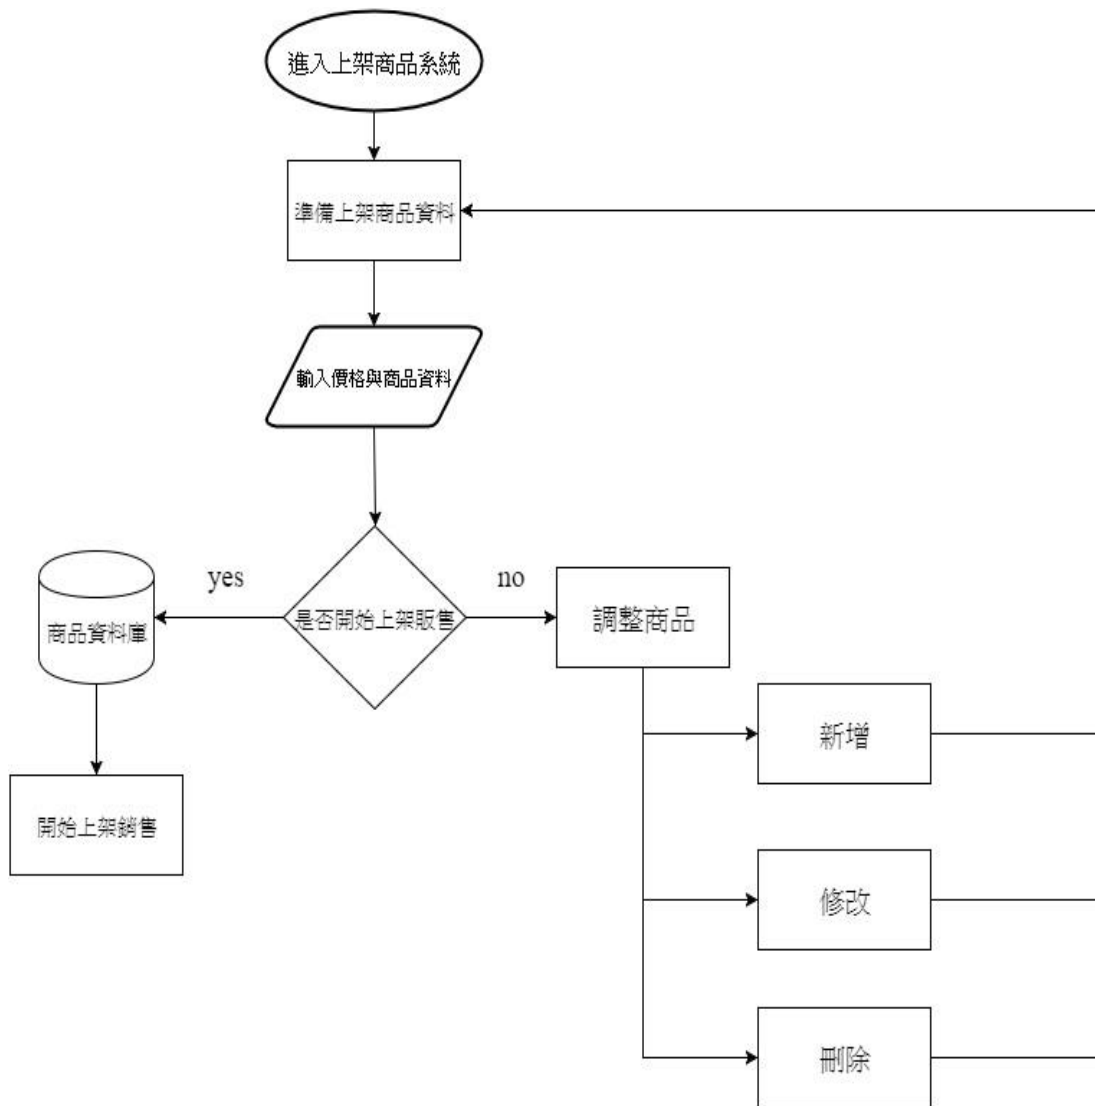 進入上架商品系統
準備上架商品資料
輸入價格與商品資料
yes
no
商品資料庫
是否開始上架販售
調整商品
新增
開始上架銷售
修改
刪除